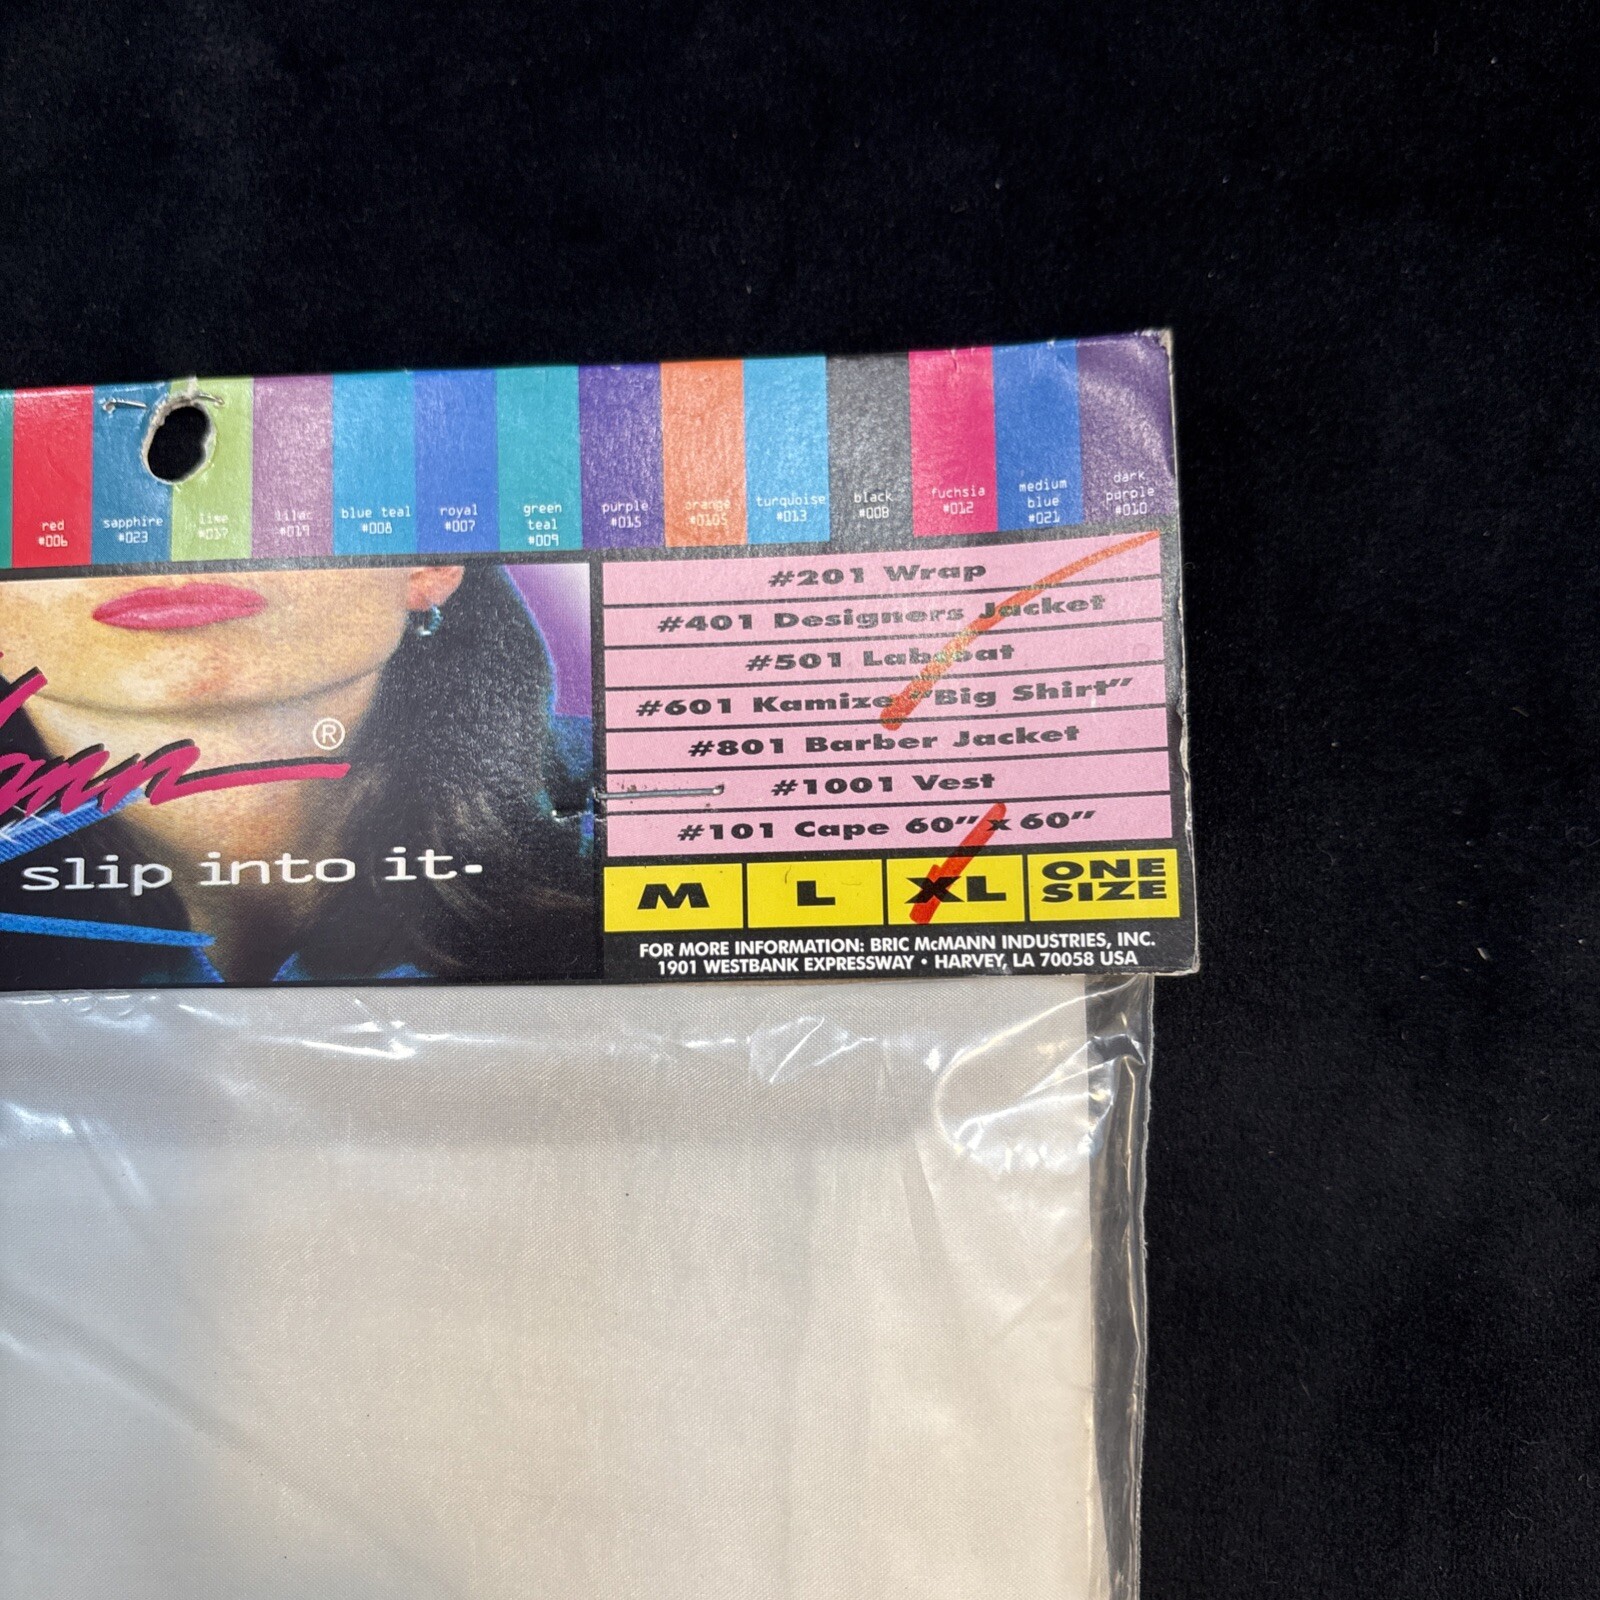 red
#006
sapphire
#023
lime
#017
lilac
#019
blue teal
#008
royal
#007
green
teal
#009
purple
#015
orange
#0105
turquoise
#013
black
#00B
fuchsia
#012
medium
blue
#021
dark
purple
#010
®
slip into it.
#201 Wrap
#401 Designers Jacket
#501 Labcoat
#601 Kamize "Big Shirt"
#801 Barber Jacket
#1001 Vest
#101 Cape 60" x 60"
M L XL ONE SIZE
FOR MORE INFORMATION: BRIC McMANN INDUSTRIES, INC.
1901 WESTBANK EXPRESSWAY • HARVEY, LA 70058 USA